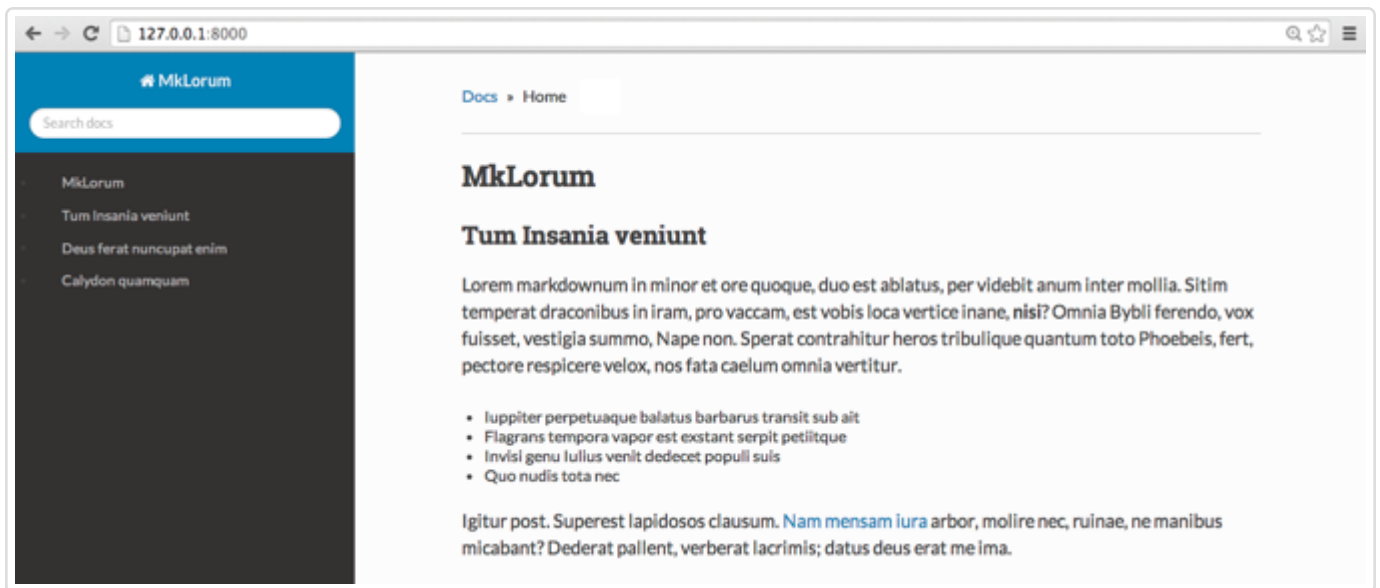 127.0.0.1:8000
MkLorum
Search docs
MkLorum
Tum Insania veniunt
Deus ferat nuncupat enim
Calydon quamquam
Docs » Home
MkLorum
Tum Insania veniunt
Lorem markdownum in minor et ore quoque, duo est ablatus, per videbit anum inter mollia. Sitim
temperat draconibus in iram, pro vaccam, est vobis loca vertice inane, nisi? Omnia Bybli ferendo, vox
fuisset, vestigia summo, Nape non. Sperat contrahitur heros tribulique quantum toto Phoebeis, fert,
pectore respicere velox, nos fata caelum omnia vertitur.
• Iuppiter perpetuaque balatus barbarus transit sub ait
• Flagrans tempora vapor est exstant serpit petiitque
• Invisi genu Iulius venit dedecet populi suis
• Quo nudis tota nec
Igitur post. Superest lapidosos clausum. Nam mensam iura arbor, molire nec, ruinae, ne manibus
micabant? Dederat pallent, verberat lacrimis; datus deus erat me ima.